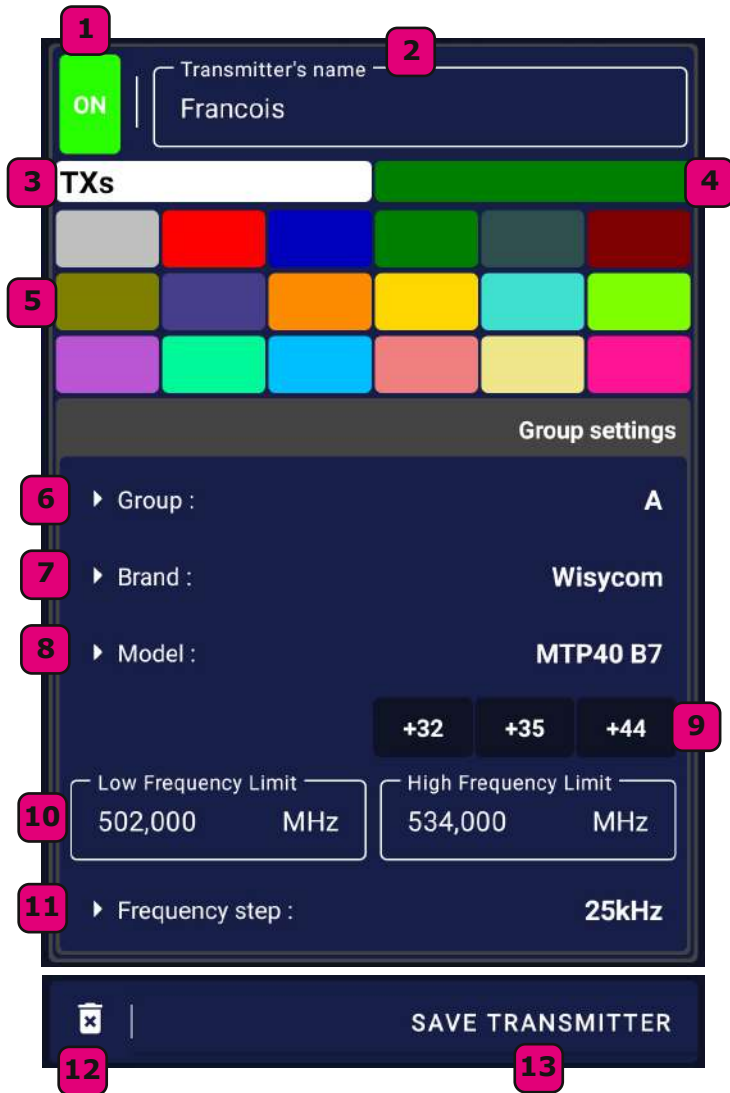 1
2
Transmitter's name
ON
Francois
3
TXs
4
5
Group settings
6
Group :
A
7
Brand :
Wisycom
8
Model :
MTP40 B7
+32
+35
+44
9
Low Frequency Limit
High Frequency Limit
10
502,000 MHz
534,000 MHz
11
Frequency step :
25kHz
SAVE TRANSMITTER
12
13